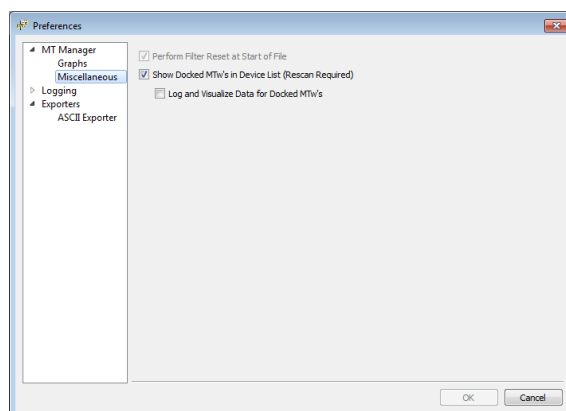 Preferences
MT Manager
Graphs
Miscellaneous
Logging
Exporters
ASCII Exporter
Perform Filter Reset at Start of File
Show Docked MTw's in Device List (Rescan Required)
Log and Visualize Data for Docked MTw's
OK
Cancel